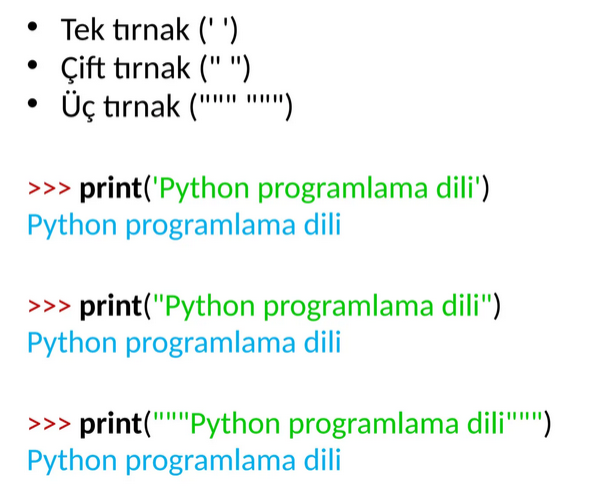 • Tek tırnak (' ')
• Çift tırnak (" ")
• Üç tırnak (""" """)
>>> print('Python programlama dili')
Python programlama dili
>>> print("Python programlama dili")
Python programlama dili
>>> print("""Python programlama dili""")
Python programlama dili